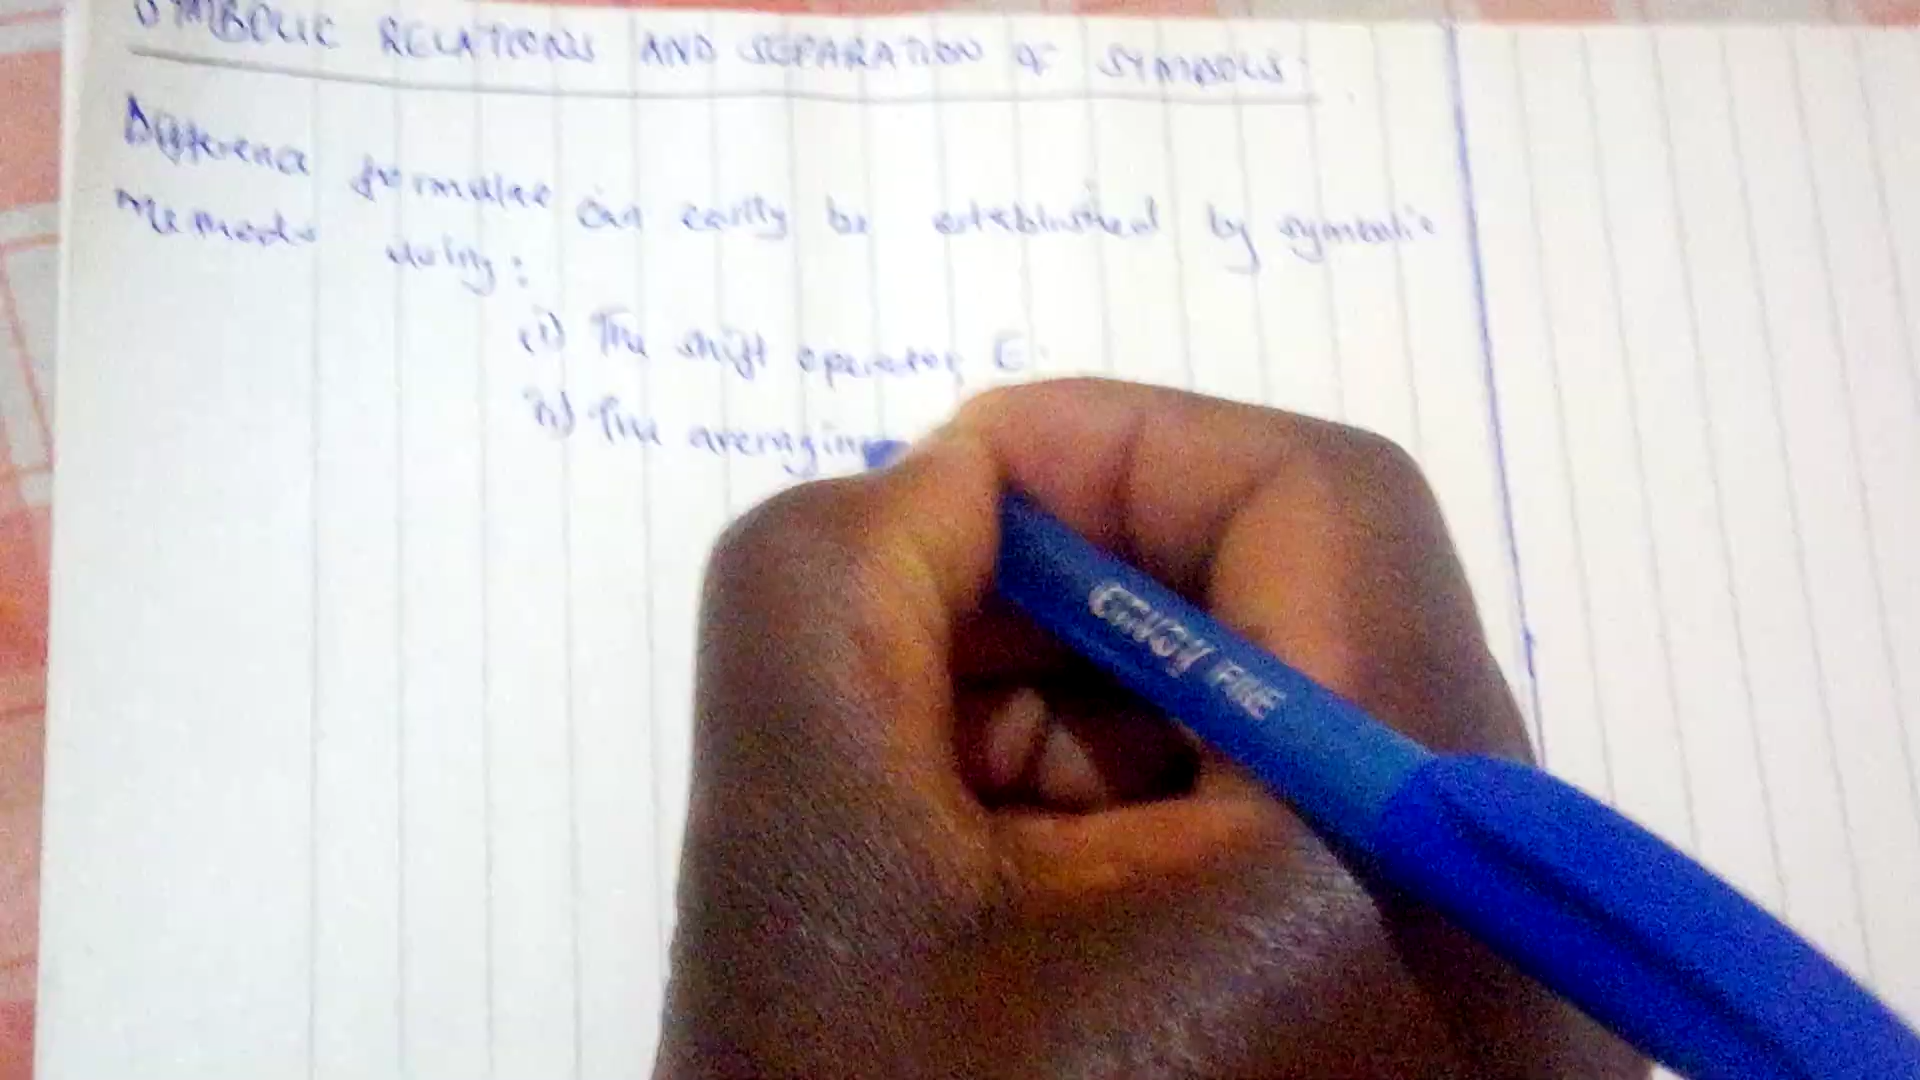 SYMBOLIC RELATIONS AND SEPARATION OF SYMBOLS
Difference formulae can easily be established by symbolic
methods using:
(i) The shift operator, E.
ii) The averaging